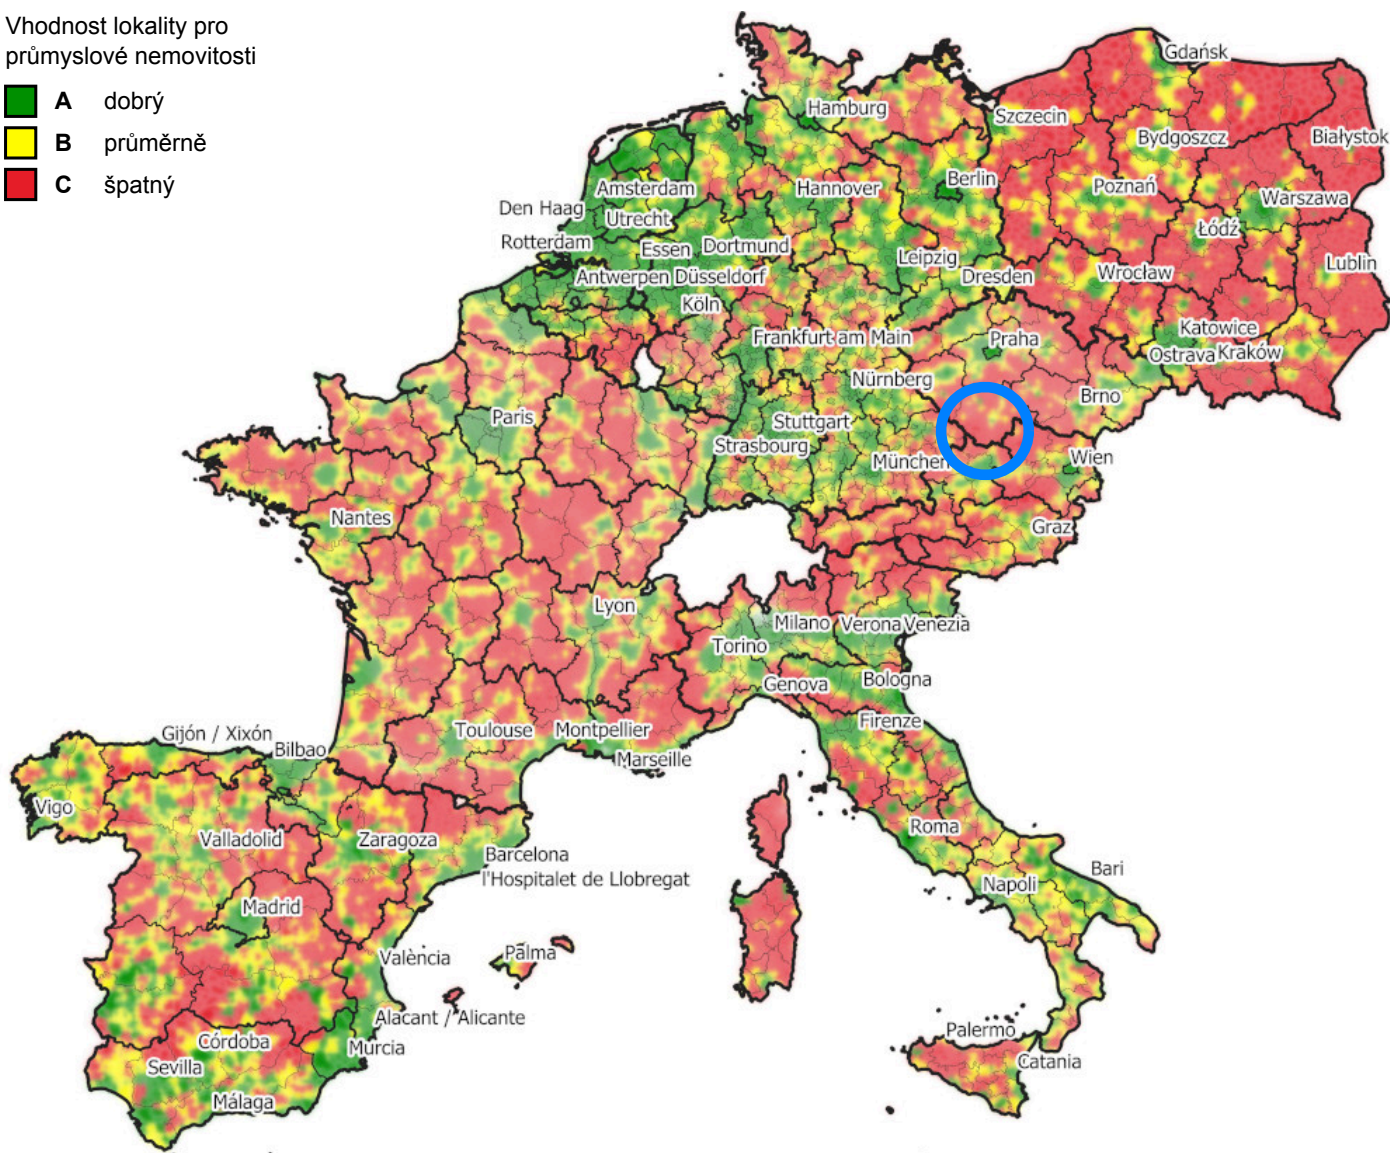 Vhodnost lokality pro
průmyslové nemovitosti
A dobrý
B průměrně
C špatný
Gdańsk
Hamburg
Szczecin
Bydgoszcz
Białystok
Amsterdam
Hannover
Berlin
Poznań
Warszawa
Den Haag
Utrecht
Łódź
Rotterdam
Essen
Dortmund
Leipzig
Lublin
Antwerpen
Düsseldorf
Dresden
Wrocław
Köln
Frankfurt am Main
Praha
Katowice
Ostrava
Kraków
Nürnberg
Brno
Paris
Stuttgart
Strasbourg
München
Wien
Nantes
Graz
Lyon
Milano
Verona
Venezia
Torino
Genova
Bologna
Firenze
Gijón / Xixón
Bilbao
Toulouse
Montpellier
Marseille
Vigo
Valladolid
Zaragoza
Roma
Barcelona
l'Hospitalet de Llobregat
Bari
Napoli
Madrid
València
Palma
Alacant / Alicante
Palermo
Córdoba
Murcia
Catania
Sevilla
Málaga